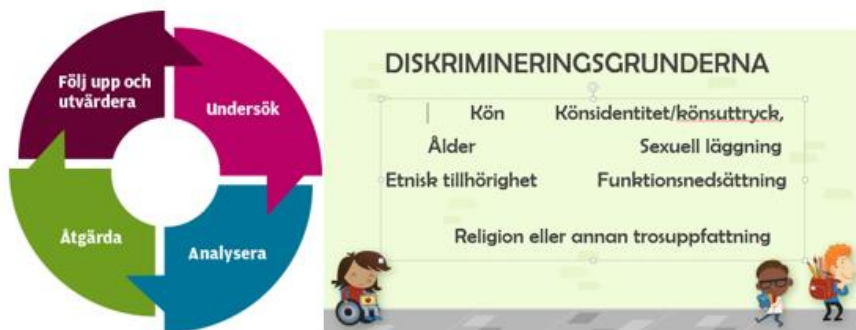 Följ upp och
utvärdera
Undersök
Åtgärda
Analysera
DISKRIMINERINGSGRUNDERNA
Kön Könsidentitet/könsuttryck,
Ålder Sexuell läggning
Etnisk tillhörighet Funktionsnedsättning
Religion eller annan trosuppfattning